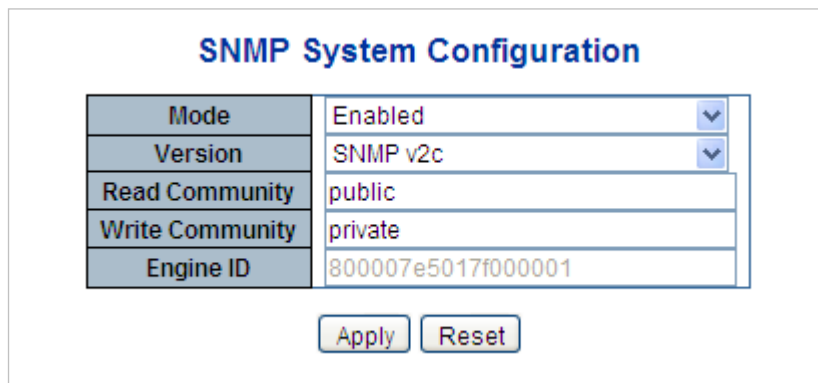 SNMP System Configuration
Mode Enabled
Version SNMP v2c
Read Community public
Write Community private
Engine ID 800007e5017f000001
Apply Reset